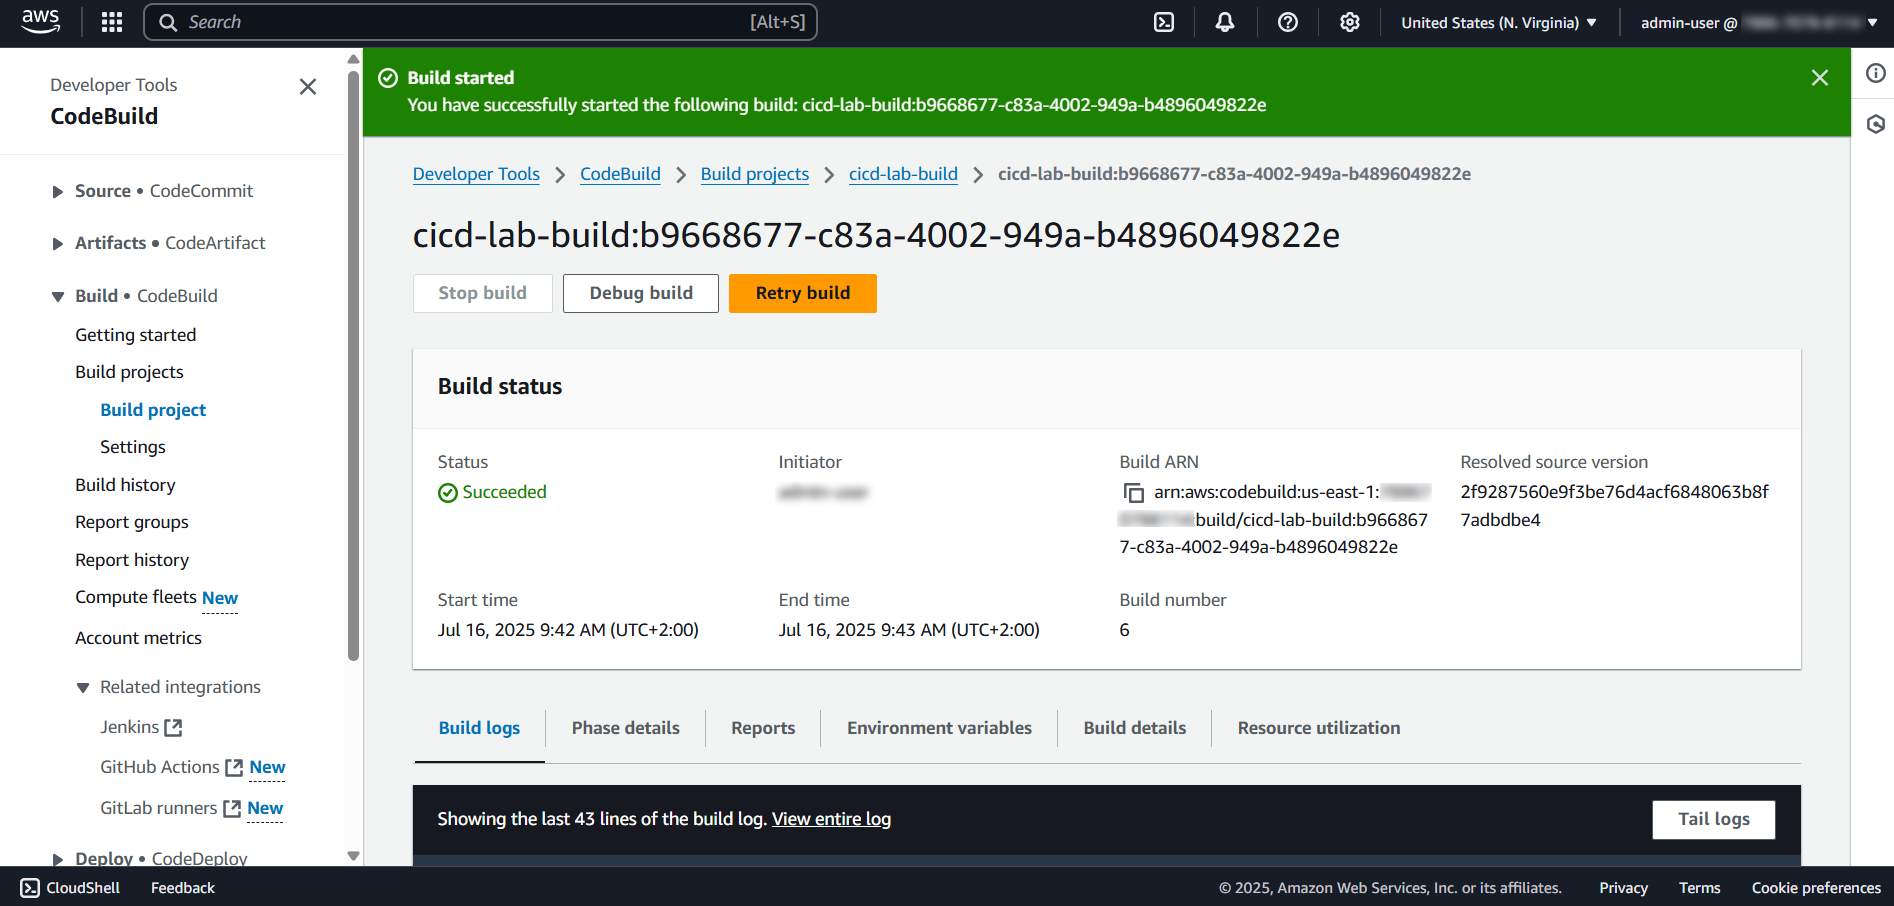 aws
Search
[Alt+S]
United States (N. Virginia)
admin-user @
Developer Tools
CodeBuild
Source • CodeCommit
Artifacts • CodeArtifact
Build • CodeBuild
Getting started
Build projects
Build project
Settings
Build history
Report groups
Report history
Compute fleets New
Account metrics
Related integrations
Jenkins
GitHub Actions New
GitLab runners New
Deploy • CodeDeploy
Build started
You have successfully started the following build: cicd-lab-build:b9668677-c83a-4002-949a-b4896049822e
Developer Tools > CodeBuild > Build projects > cicd-lab-build > cicd-lab-build:b9668677-c83a-4002-949a-b4896049822e
cicd-lab-build:b9668677-c83a-4002-949a-b4896049822e
Stop build
Debug build
Retry build
Build status
Status
Succeeded
Initiator
Build ARN
arn:aws:codebuild:us-east-1:
build/cicd-lab-build:b966867
7-c83a-4002-949a-b4896049822e
Resolved source version
2f9287560e9f3be76d4acf6848063b8f
7adbdbe4
Start time
Jul 16, 2025 9:42 AM (UTC+2:00)
End time
Jul 16, 2025 9:43 AM (UTC+2:00)
Build number
6
Build logs
Phase details
Reports
Environment variables
Build details
Resource utilization
Showing the last 43 lines of the build log. View entire log
Tail logs
CloudShell
Feedback
© 2025, Amazon Web Services, Inc. or its affiliates.
Privacy
Terms
Cookie preferences